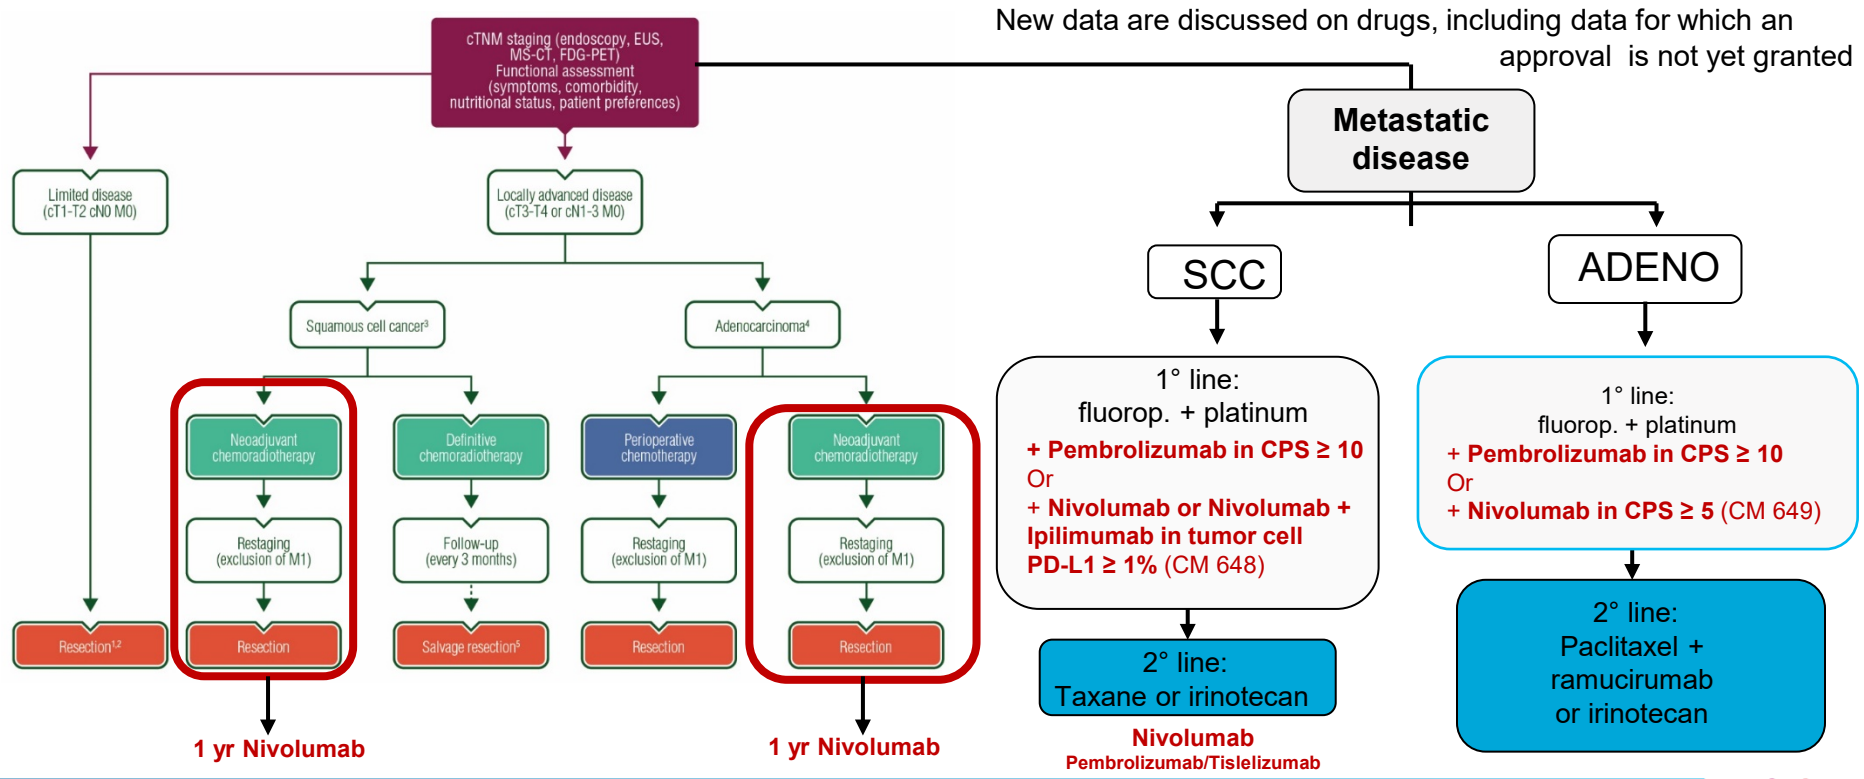 New data are discussed on drugs, including data for which an
approval is not yet granted
cTNM staging (endoscopy, EUS,
MS-CT, FDG-PET)
Functional assessment
(symptoms, comorbidity,
nutritional status, patient preferences)
Metastatic
disease
Limited disease
(cT1-T2 cN0 M0)
Locally advanced disease
(cT3-T4 or cN1-3 M0)
SCC
ADENO
Squamous cell cancer³
Adenocarcinoma⁴
Neoadjuvant
chemoradiotherapy
Definitive
chemoradiotherapy
Perioperative
chemotherapy
Neoadjuvant
chemoradiotherapy
Restaging
(exclusion of M1)
Follow-up
(every 3 months)
Restaging
(exclusion of M1)
Restaging
(exclusion of M1)
Resection¹,²
Resection
Salvage resection⁵
Resection
Resection
1 yr Nivolumab
1 yr Nivolumab
1° line:
fluorop. + platinum
+ Pembrolizumab in CPS ≥ 10
Or
+ Nivolumab or Nivolumab +
Ipilimumab in tumor cell
PD-L1 ≥ 1% (CM 648)
2° line:
Taxane or irinotecan
Nivolumab
Pembrolizumab/Tislelizumab
1° line:
fluorop. + platinum
+ Pembrolizumab in CPS ≥ 10
Or
+ Nivolumab in CPS ≥ 5 (CM 649)
2° line:
Paclitaxel +
ramucirumab
or irinotecan